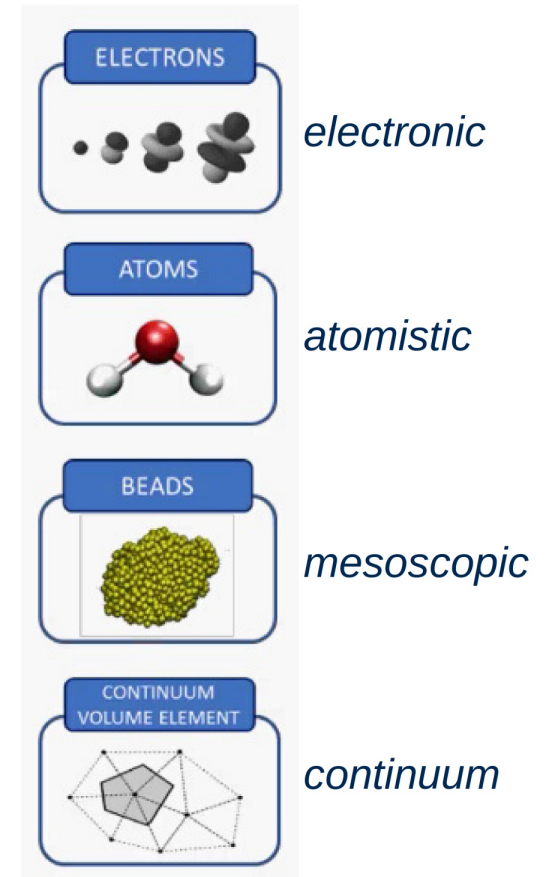 ELECTRONS
electronic
ATOMS
atomistic
BEADS
mesoscopic
CONTINUUM
VOLUME ELEMENT
continuum